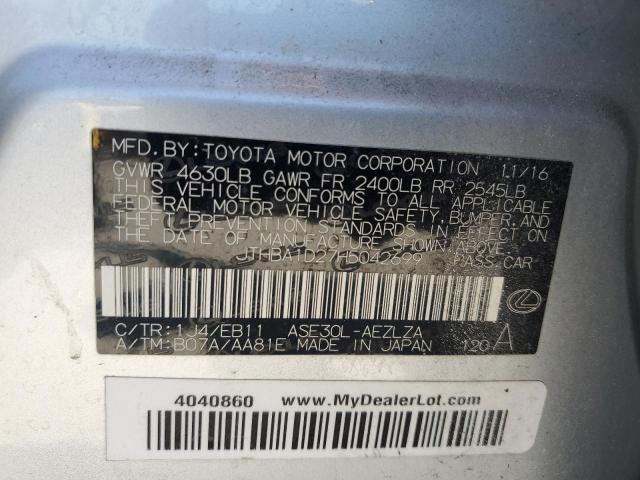 MFD. BY: TOYOTA MOTOR CORPORATION 11/16
GVWR 4630LB GAWR FR 2400LB RR 2545LB
THIS VEHICLE CONFORMS TO ALL APPLICABLE
FEDERAL MOTOR VEHICLE SAFETY, BUMPER, AND
THEFT PREVENTION STANDARDS IN EFFECT ON
THE DATE OF MANUFACTURE SHOWN ABOVE.
JTHBA1D27H5042699 PASS. CAR
C/TR: 1J4/EB11 ASE30L-AEZLZA
A/TM: B07A/AA81E MADE IN JAPAN 120 A
4040860 www.MyDealerLot.com